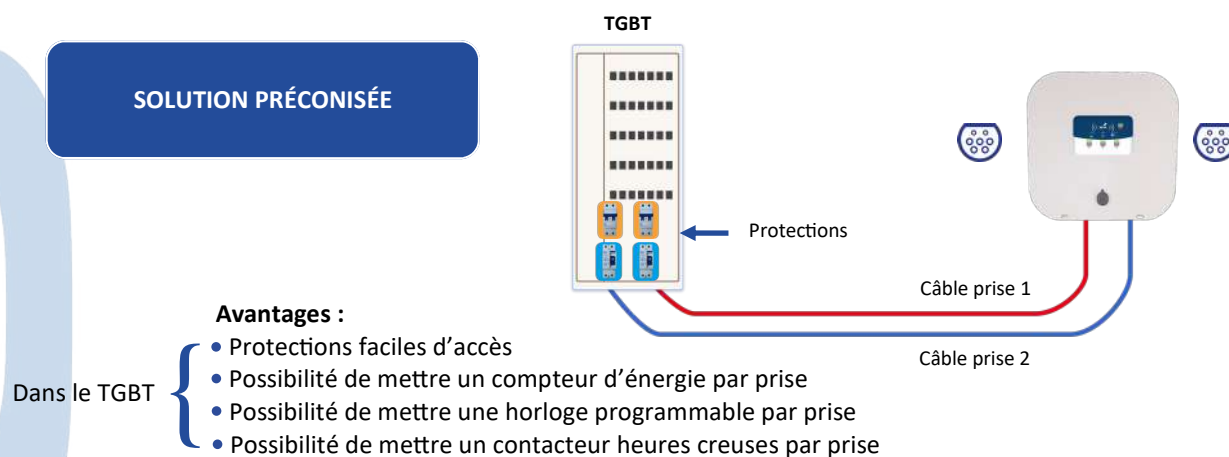 TGBT
SOLUTION PRÉCONISÉE
Protections
Câble prise 1
Câble prise 2
Avantages :
Dans le TGBT
• Protections faciles d’accès
• Possibilité de mettre un compteur d’énergie par prise
• Possibilité de mettre une horloge programmable par prise
• Possibilité de mettre un contacteur heures creuses par prise